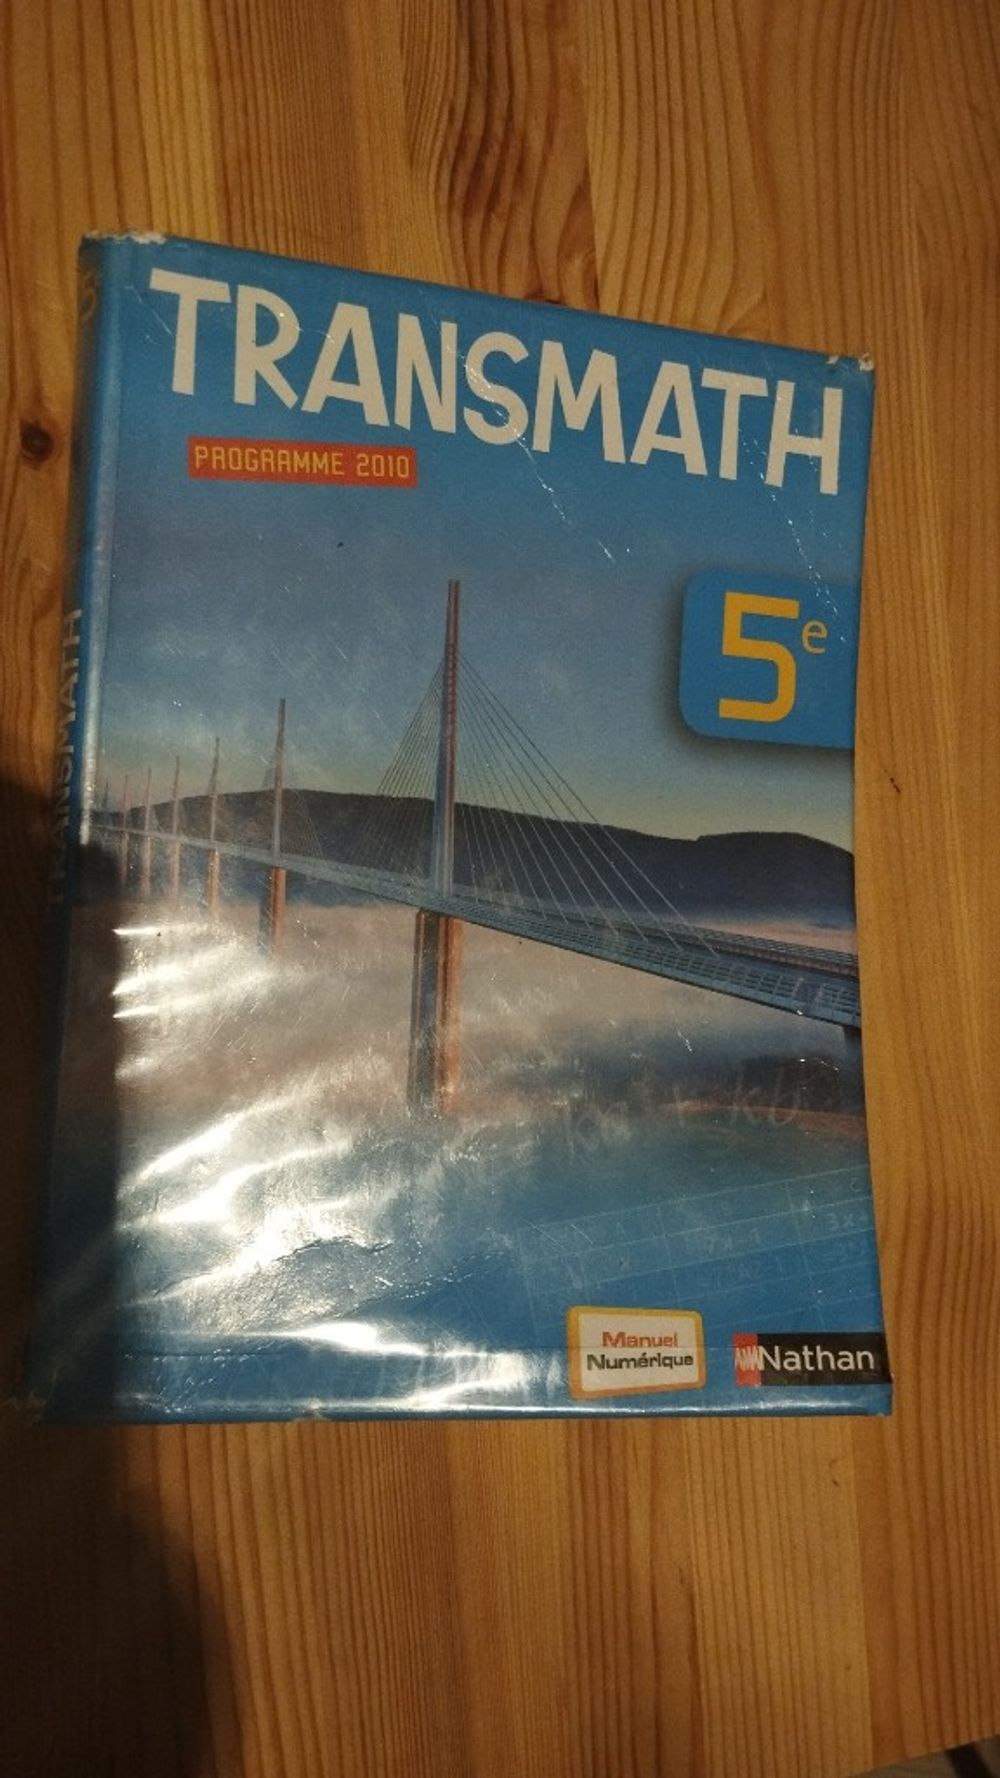 TRANSMATH
PROGRAMME 2010
5e
TRANSMATH
Manuel
Numérique
Nathan